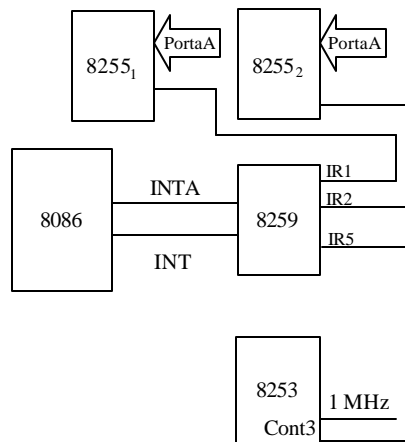 PortaA
PortaA
8255₁
8255₂
IR1
INTA
IR2
8086
8259
IR5
INT
8253
1 MHz
Cont3